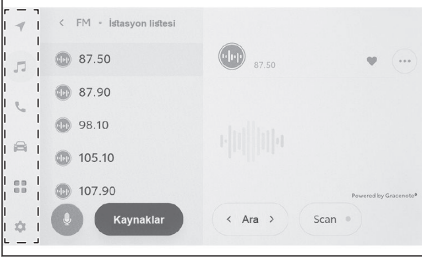 FM • İstasyon listesi
87.50
87.90
98.10
105.10
107.90
Kaynaklar
87.50
Powered by Gracenote®
Ara
Scan